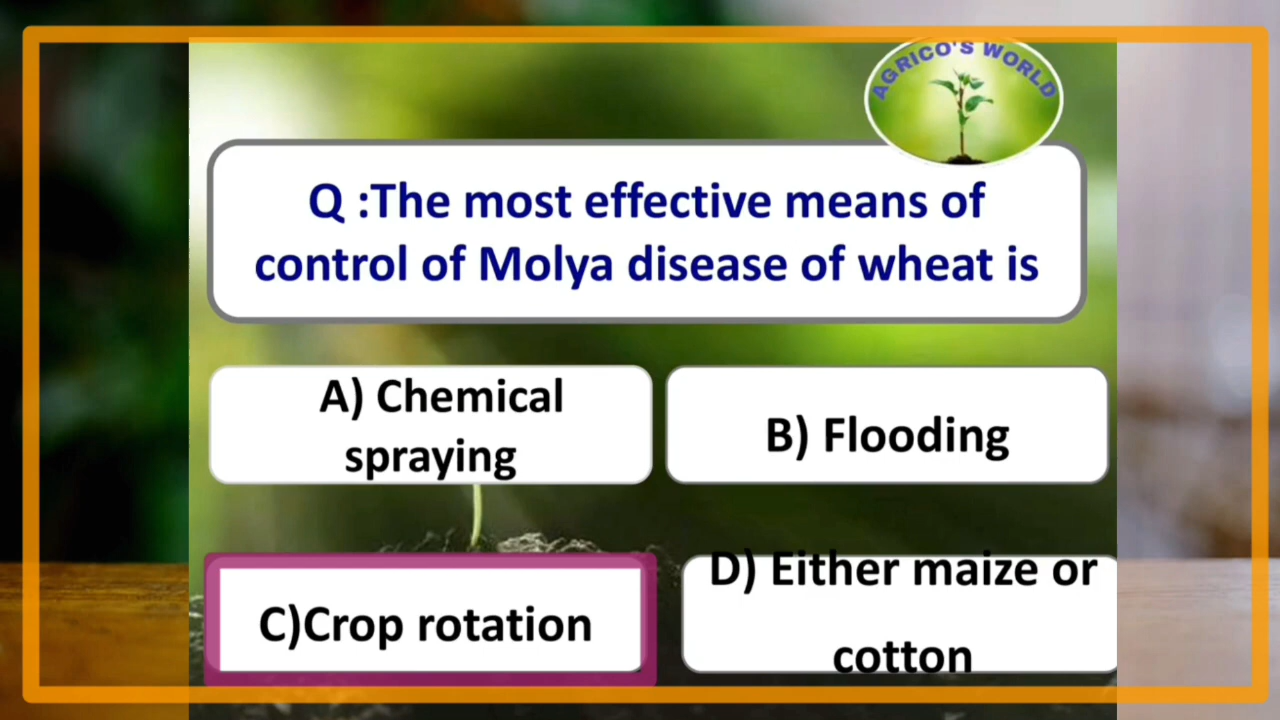 AGRICO'S WORLD
Q :The most effective means of
control of Molya disease of wheat is
A) Chemical
spraying
B) Flooding
C)Crop rotation
D) Either maize or
cotton